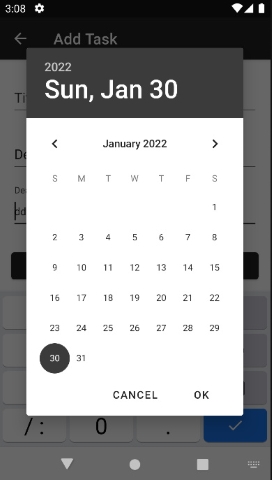 3:08
Add Task
2022
Sun, Jan 30
January 2022
S M T W T F S
1
2 3 4 5 6 7 8
9 10 11 12 13 14 15
16 17 18 19 20 21 22
23 24 25 26 27 28 29
30 31
CANCEL OK
/ : 0 .